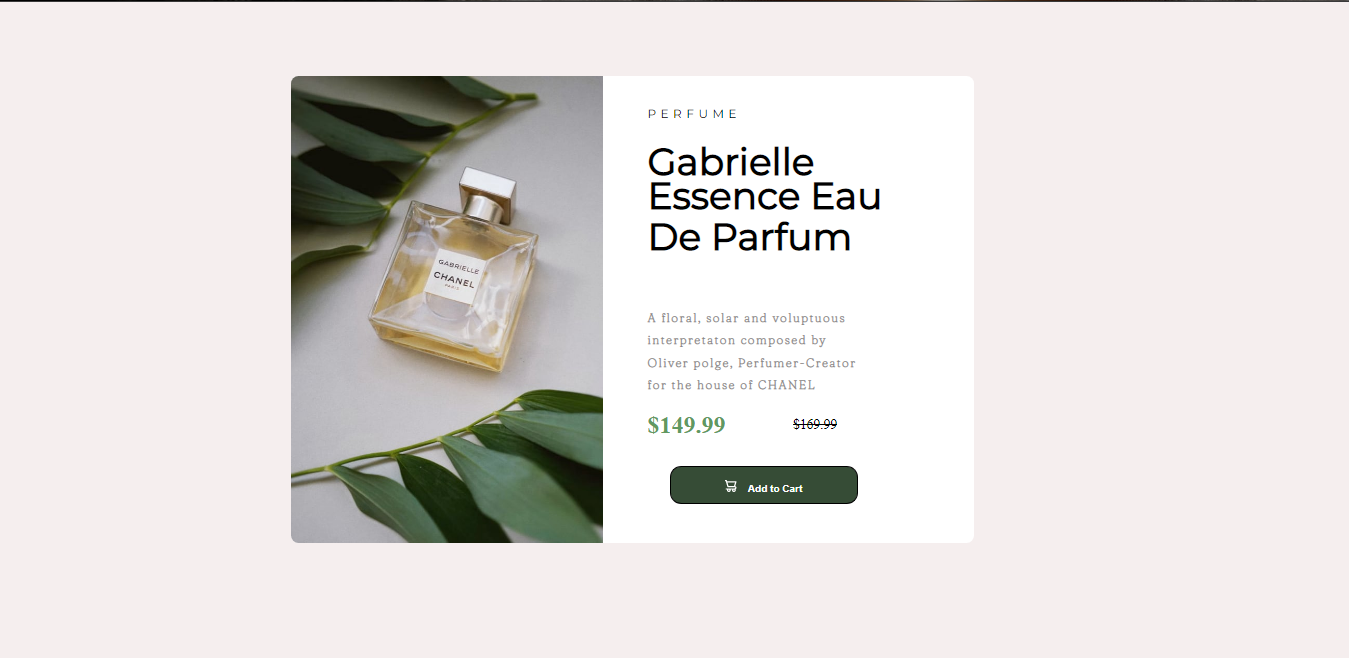 PERFUME
Gabrielle
Essence Eau
De Parfum
GABRIELLE
CHANEL
PARIS
A floral, solar and voluptuous
interpretaton composed by
Oliver polge, Perfumer-Creator
for the house of CHANEL
$149.99 $169.99
Add to Cart